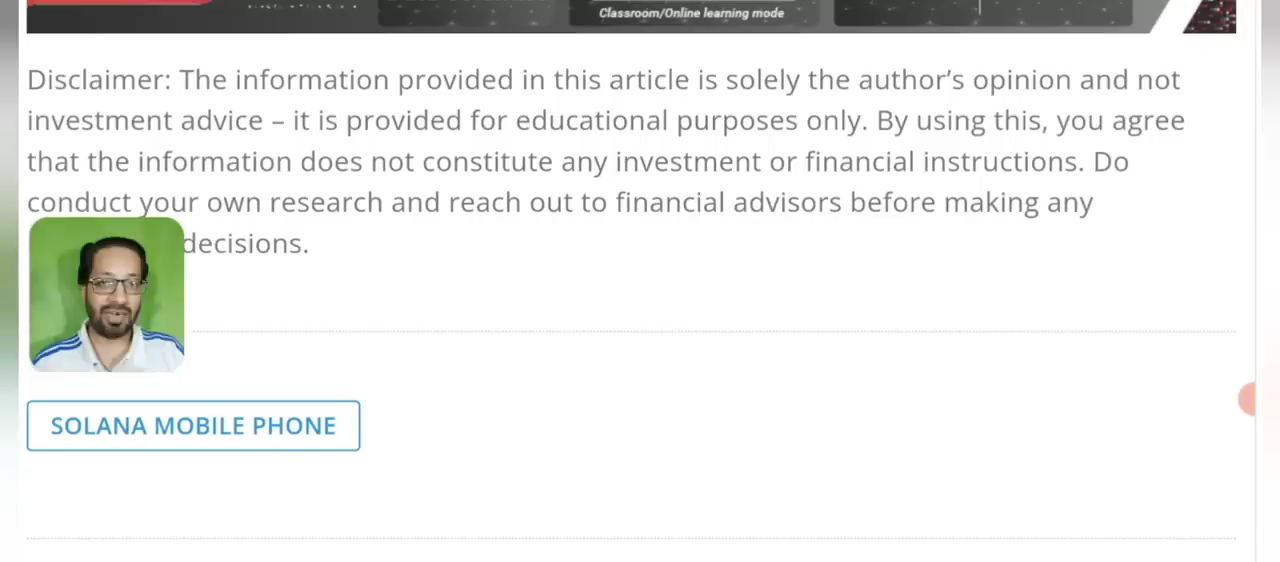 Classroom/Online learning mode
Disclaimer: The information provided in this article is solely the author’s opinion and not
investment advice – it is provided for educational purposes only. By using this, you agree
that the information does not constitute any investment or financial instructions. Do
conduct your own research and reach out to financial advisors before making any
decisions.
SOLANA MOBILE PHONE